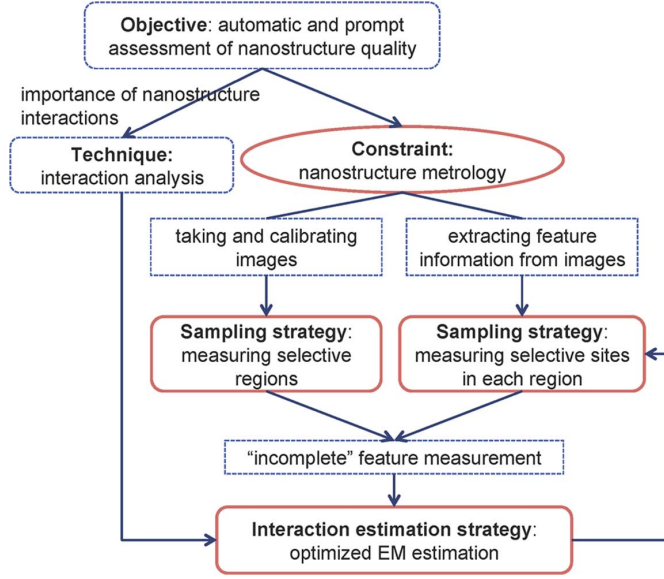 Objective: automatic and prompt
assessment of nanostructure quality
importance of nanostructure
interactions
Technique:
interaction analysis
Constraint:
nanostructure metrology
taking and calibrating
images
extracting feature
information from images
Sampling strategy:
measuring selective
regions
Sampling strategy:
measuring selective sites
in each region
“incomplete” feature measurement
Interaction estimation strategy:
optimized EM estimation